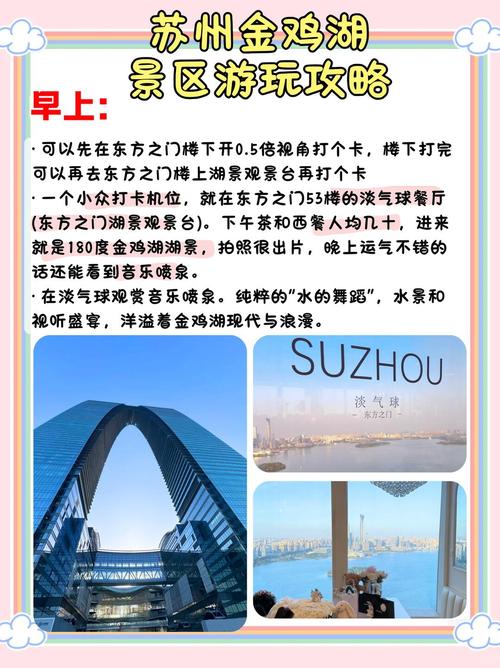 苏州金鸡湖
景区游玩攻略
早上：
·可以先在东方之门楼下开0.5倍视角打个卡，楼下打完
可以再去东方之门楼上湖景观景台再打个卡
·一个小众打卡机位，就在东方之门53楼的淡气球餐厅
(东方之门湖景观景台)。下午茶和西餐人均几十，进来
就是180度金鸡湖湖景，拍照很出片，晚上运气不错的
话还能看到音乐喷泉。
·在淡气球观赏音乐喷泉。纯粹的"水的舞蹈"，水景和
视听盛宴，洋溢着金鸡湖现代与浪漫。
SUZHOU
淡气球
– 东方之门 –